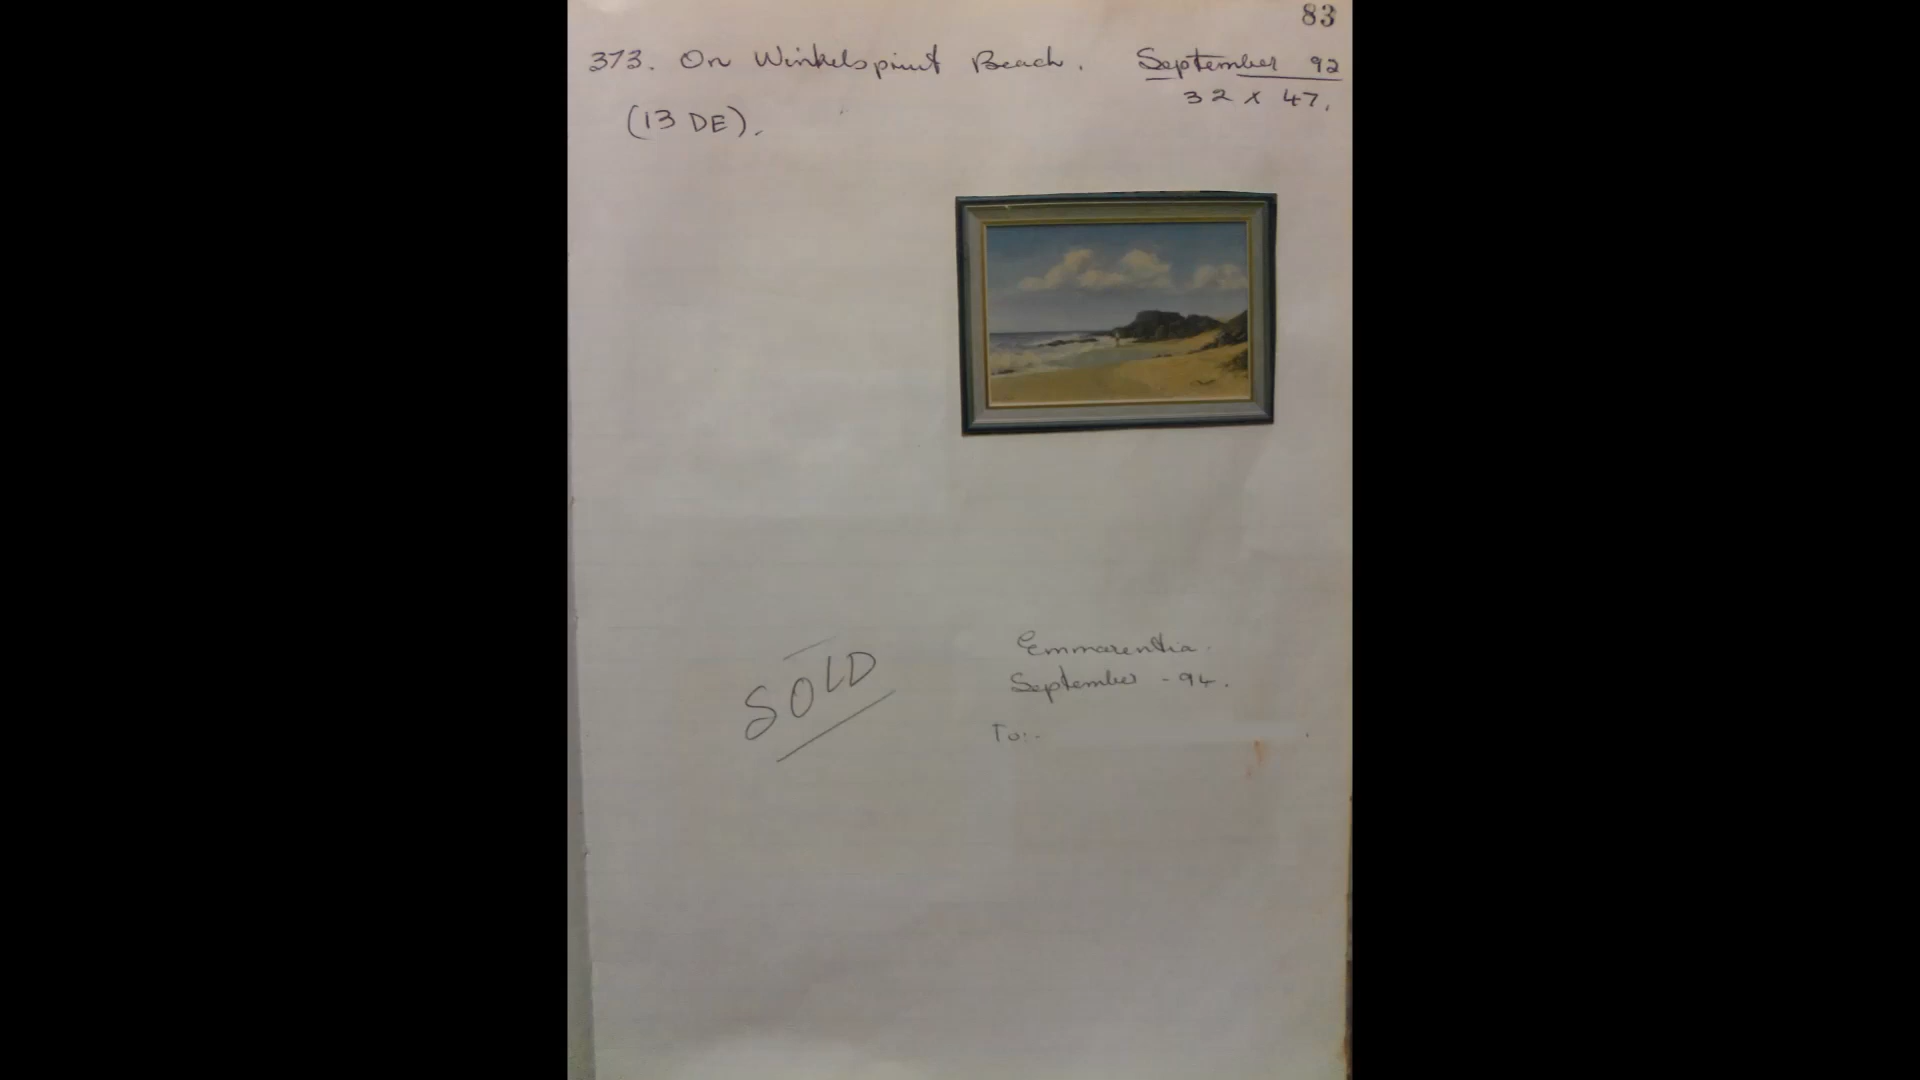 83
373. On Winkelspruit Beach. September 92
32 x 47.
(13 DE).
SOLD
Emmarentia.
September - 94.
To:-